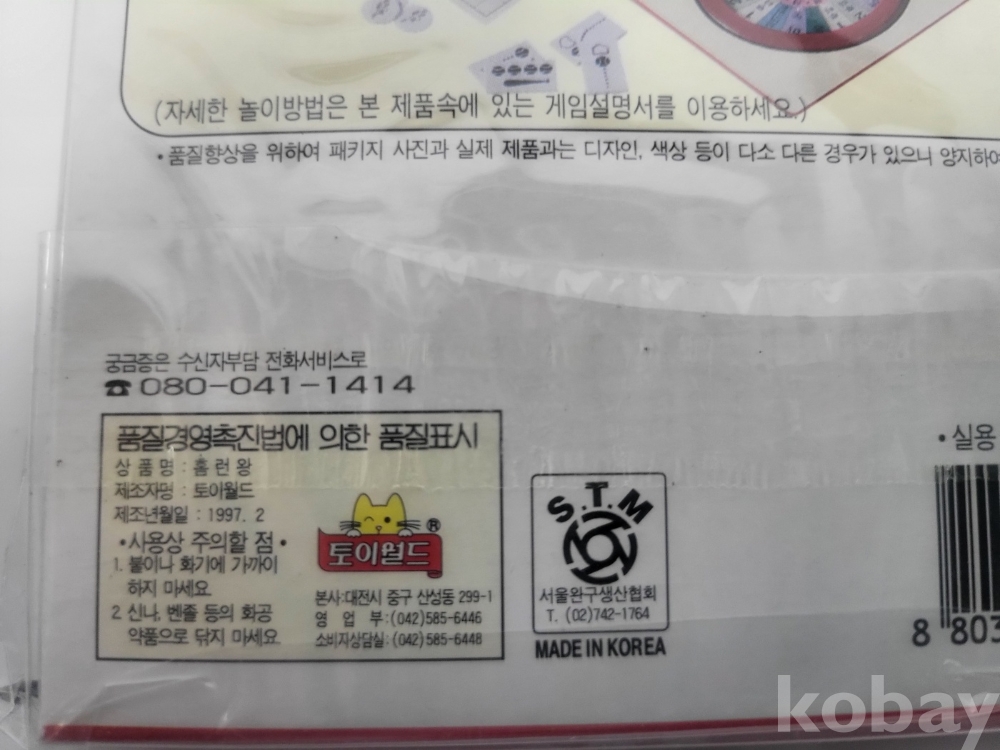 (자세한 놀이방법은 본 제품속에 있는 게임설명서를 이용하세요.)
• 품질향상을 위하여 패키지 사진과 실제 제품과는 디자인, 색상 등이 다소 다른 경우가 있으니 양지하여
궁금증은 수신자부담 전화서비스로
☎ 080-041-1414
품질경영촉진법에 의한 품질표시
상 품 명 : 홈 런 왕
제조자명 : 토이월드
제조년월일 : 1997. 2
• 사용상 주의할 점 •
1. 불이나 화기에 가까이
하지 마세요.
2. 신나, 벤졸 등의 화공
약품으로 닦지 마세요.
토이월드 ®
본사:대전시 중구 산성동 299-1
영 업 부:(042)585-6446
소비자상담실:(042)585-6448
S.T.M
서울완구생산협회
T. (02)742-1764
MADE IN KOREA
• 실용
8 803
kobay